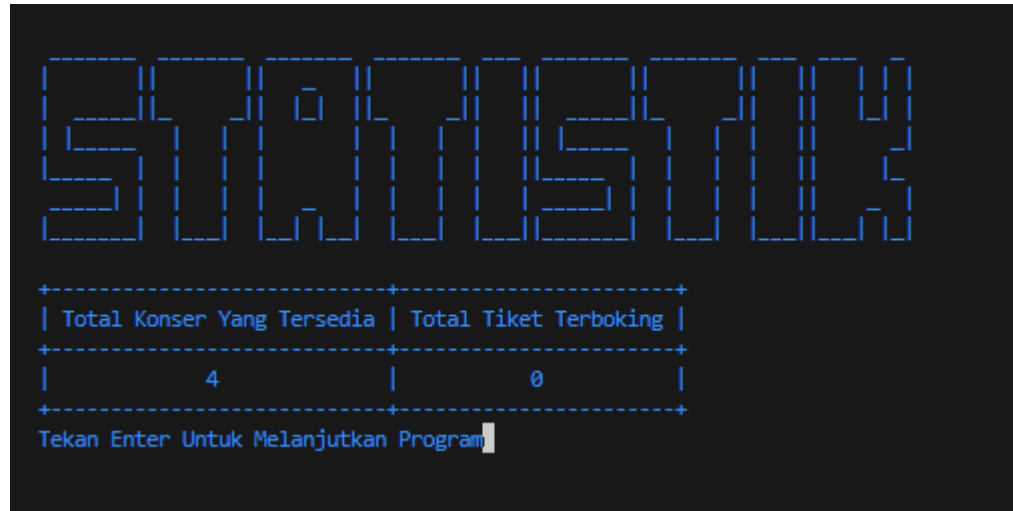 STATISTIK
Total Konser Yang Tersedia | Total Tiket Terboking
4 | 0
Tekan Enter Untuk Melanjutkan Program